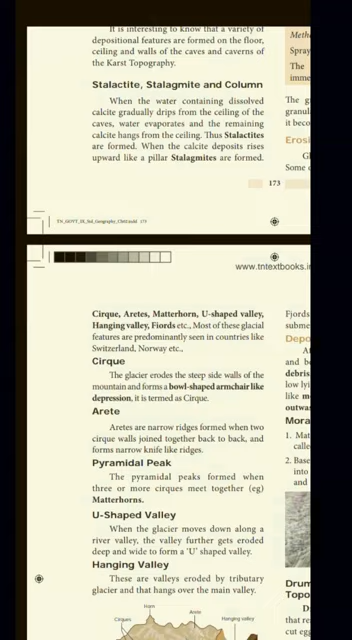 It is interesting to know that a variety of
depositional features are formed on the floor,
ceiling and walls of the caves and caverns of
the Karst Topography.
Stalactite, Stalagmite and Column
When the water containing dissolved
calcite gradually drips from the ceiling of the
caves, water evaporates and the remaining
calcite hangs from the ceiling. Thus Stalactites
are formed. When the calcite deposits rises
upward like a pillar Stalagmites are formed.
Spray
The
imme
The g
granul
it beco
Erosi
Some
173
www.tntextbooks.in
Cirque, Aretes, Matterhorn, U-shaped valley,
Hanging valley, Fiords etc., Most of these glacial
features are predominantly seen in countries like
Switzerland, Norway etc.,
Cirque
The glacier erodes the steep side walls of the
mountain and forms a bowl-shaped armchair like
depression, it is termed as Cirque.
Arete
Aretes are narrow ridges formed when two
cirque walls joined together back to back, and
forms narrow knife like ridges.
Pyramidal Peak
The pyramidal peaks formed when
three or more cirques meet together (eg)
Matterhorns.
U-Shaped Valley
When the glacier moves down along a
river valley, the valley further gets eroded
deep and wide to form a 'U' shaped valley.
Hanging Valley
These are valleys eroded by tributary
glacier and that hangs over the main valley.
Horn
Cirques
Arete
Hanging valley
Fjords
subme
Depo
and b
debris
low lyi
like m
outwas
Mora
1. Mat
calle
2. Base
into
and
Drum
Topo
that re
cut egg